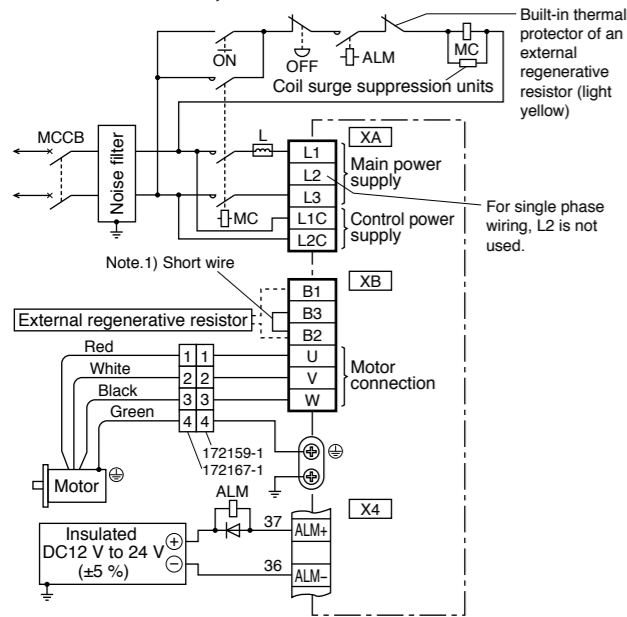 Built-in thermal
protector of an
external
regenerative
resistor (light
yellow)
ON
OFF
ALM
MC
Coil surge suppression units
MCCB
Noise filter
L
MC
XA
L1
L2
L3
L1C
L2C
Main power
supply
Control power
supply
For single phase
wiring, L2 is not
used.
Note.1) Short wire
XB
B1
B3
B2
U
V
W
External regenerative resistor
Motor
connection
Red
White
Black
Green
1 1
2 2
3 3
4 4
172159-1
172167-1
Motor
ALM
X4
Insulated
DC12 V to 24 V
(±5 %)
+
−
37
36
ALM+
ALM−